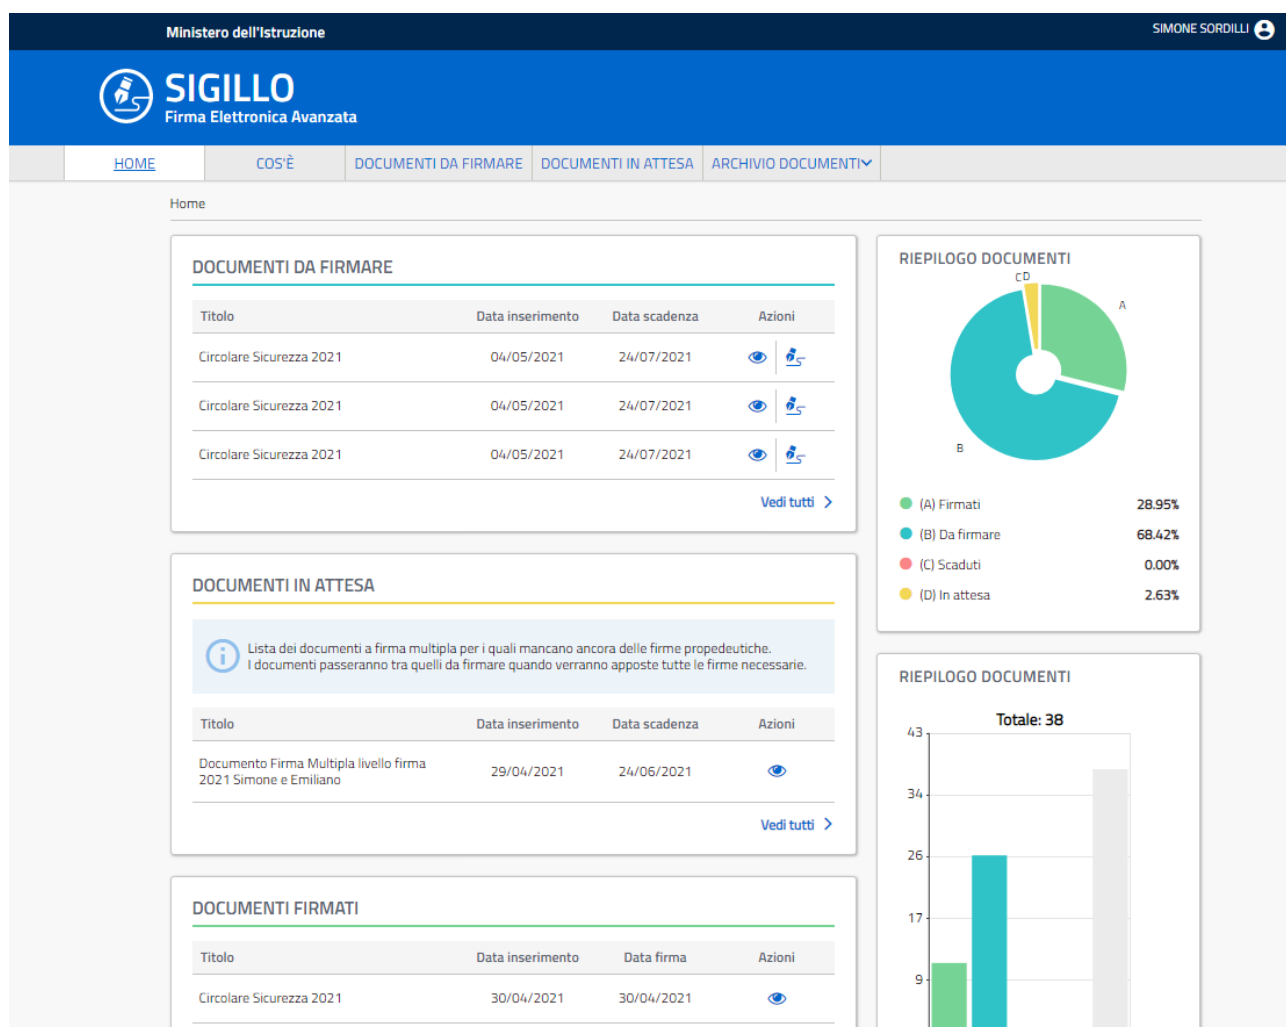 Ministero dell'Istruzione
SIMONE SORDILLI
SIGILLO
Firma Elettronica Avanzata
HOME
COS'È
DOCUMENTI DA FIRMARE
DOCUMENTI IN ATTESA
ARCHIVIO DOCUMENTI
Home
DOCUMENTI DA FIRMARE
Titolo Data inserimento Data scadenza Azioni
Circolare Sicurezza 2021 04/05/2021 24/07/2021
Circolare Sicurezza 2021 04/05/2021 24/07/2021
Circolare Sicurezza 2021 04/05/2021 24/07/2021
Vedi tutti
DOCUMENTI IN ATTESA
Lista dei documenti a firma multipla per i quali mancano ancora delle firme propedeutiche.
I documenti passeranno tra quelli da firmare quando verranno apposte tutte le firme necessarie.
Titolo Data inserimento Data scadenza Azioni
Documento Firma Multipla livello firma
2021 Simone e Emiliano 29/04/2021 24/06/2021
Vedi tutti
DOCUMENTI FIRMATI
Titolo Data inserimento Data firma Azioni
Circolare Sicurezza 2021 30/04/2021 30/04/2021
RIEPILOGO DOCUMENTI
C D
A
B
(A) Firmati 28.95%
(B) Da firmare 68.42%
(C) Scaduti 0.00%
(D) In attesa 2.63%
RIEPILOGO DOCUMENTI
Totale: 38
43
34
26
17
9